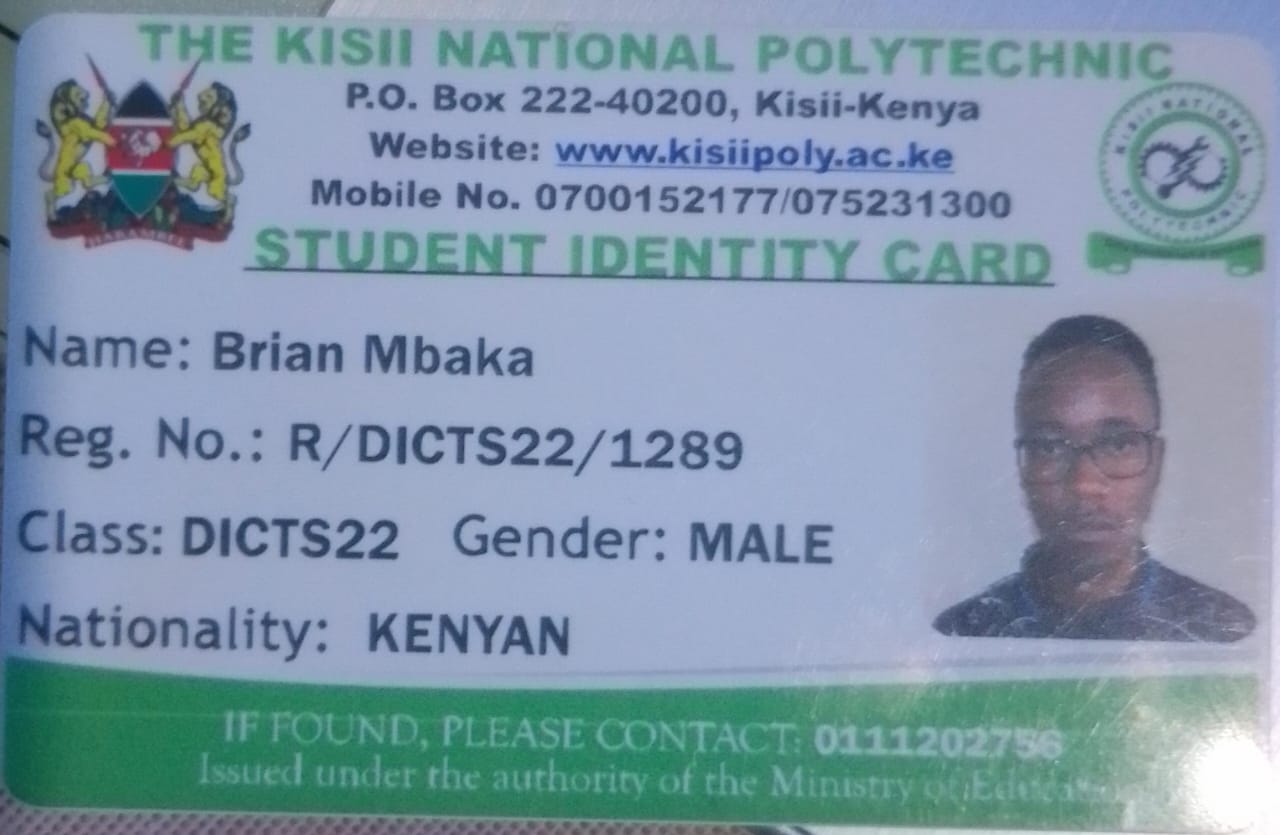 THE KISII NATIONAL POLYTECHNIC
P.O. Box 222-40200, Kisii-Kenya
Website: www.kisiipoly.ac.ke
Mobile No. 0700152177/075231300
STUDENT IDENTITY CARD
HARAMBEE
KISII NATIONAL
POLYTECHNIC
Name: Brian Mbaka
Reg. No.: R/DICTS22/1289
Class: DICTS22 Gender: MALE
Nationality: KENYAN
IF FOUND, PLEASE CONTACT: 0111202756
Issued under the authority of the Ministry of Education